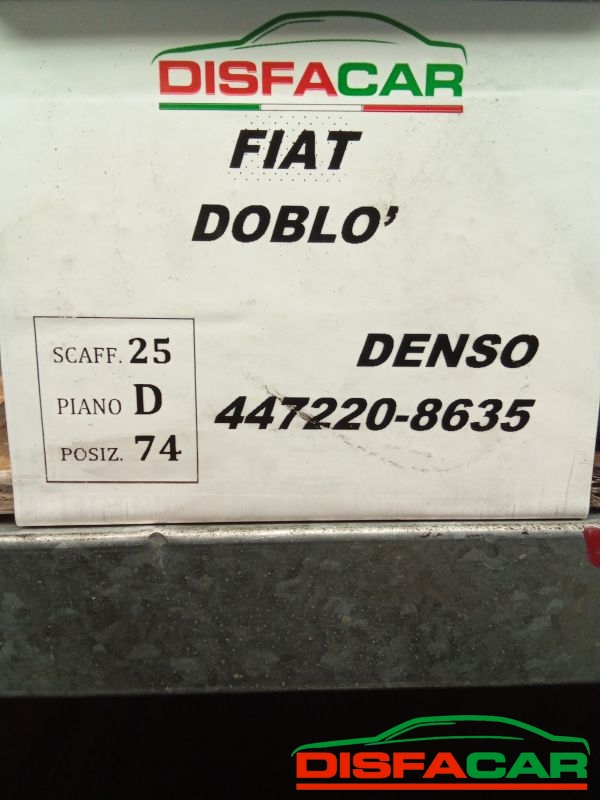 DISFACAR
FIAT
DOBLO'
SCAFF. 25
PIANO D
POSIZ. 74
DENSO
447220-8635
DISFACAR